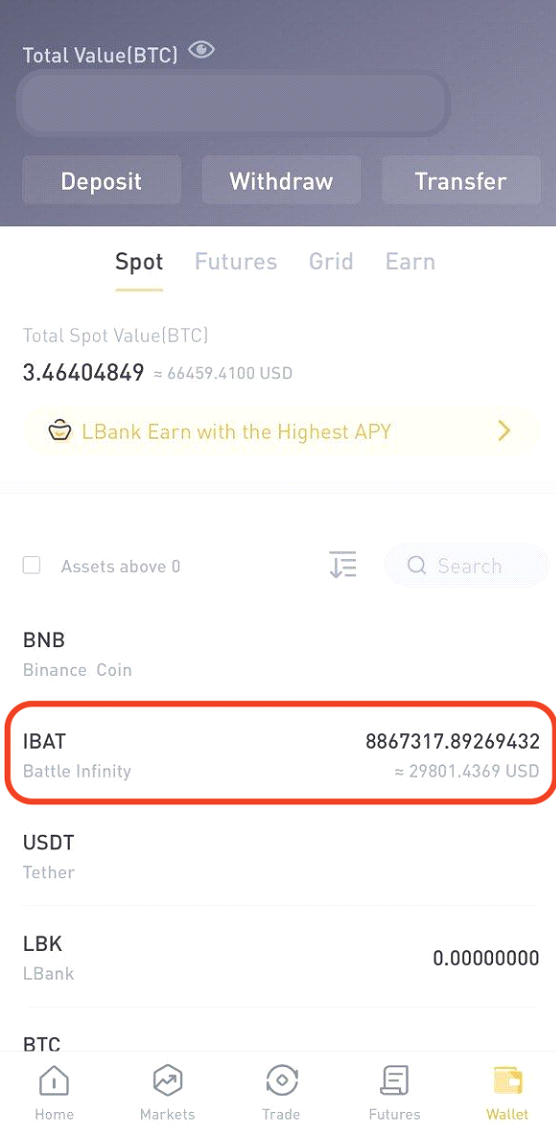 Total Value(BTC)
Deposit Withdraw Transfer
Spot Futures Grid Earn
Total Spot Value(BTC)
3.46404849 ≈ 66459.4100 USD
LBank Earn with the Highest APY
Assets above 0 Search
BNB
Binance Coin
IBAT 8867317.89269432
Battle Infinity ≈ 29801.4369 USD
USDT
Tether
LBK 0.00000000
LBank
BTC
Home Markets Trade Futures Wallet